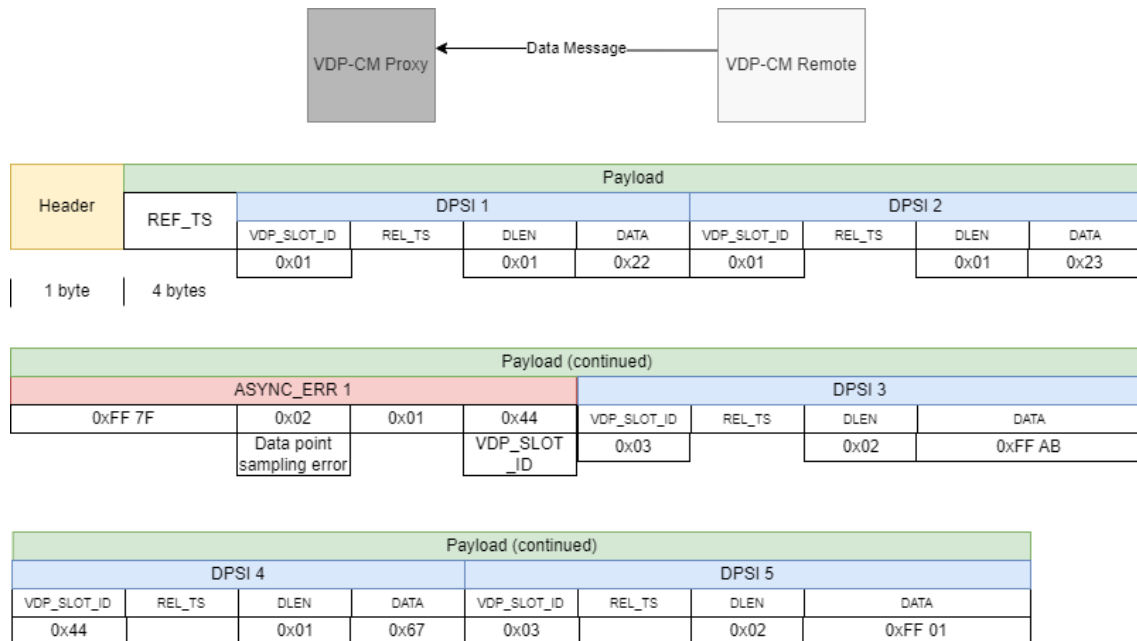 VDP-CM Proxy
Data Message
VDP-CM Remote
Header
Payload
REF_TS
DPSI 1
DPSI 2
VDP_SLOT_ID REL_TS DLEN DATA VDP_SLOT_ID REL_TS DLEN DATA
0x01 0x01 0x22 0x01 0x01 0x23
1 byte 4 bytes
Payload (continued)
ASYNC_ERR 1 DPSI 3
0xFF 7F 0x02 0x01 0x44 VDP_SLOT_ID REL_TS DLEN DATA
Data point
sampling error
VDP_SLOT
_ID
0x03 0x02 0xFF AB
Payload (continued)
DPSI 4 DPSI 5
VDP_SLOT_ID REL_TS DLEN DATA VDP_SLOT_ID REL_TS DLEN DATA
0x44 0x01 0x67 0x03 0x02 0xFF 01